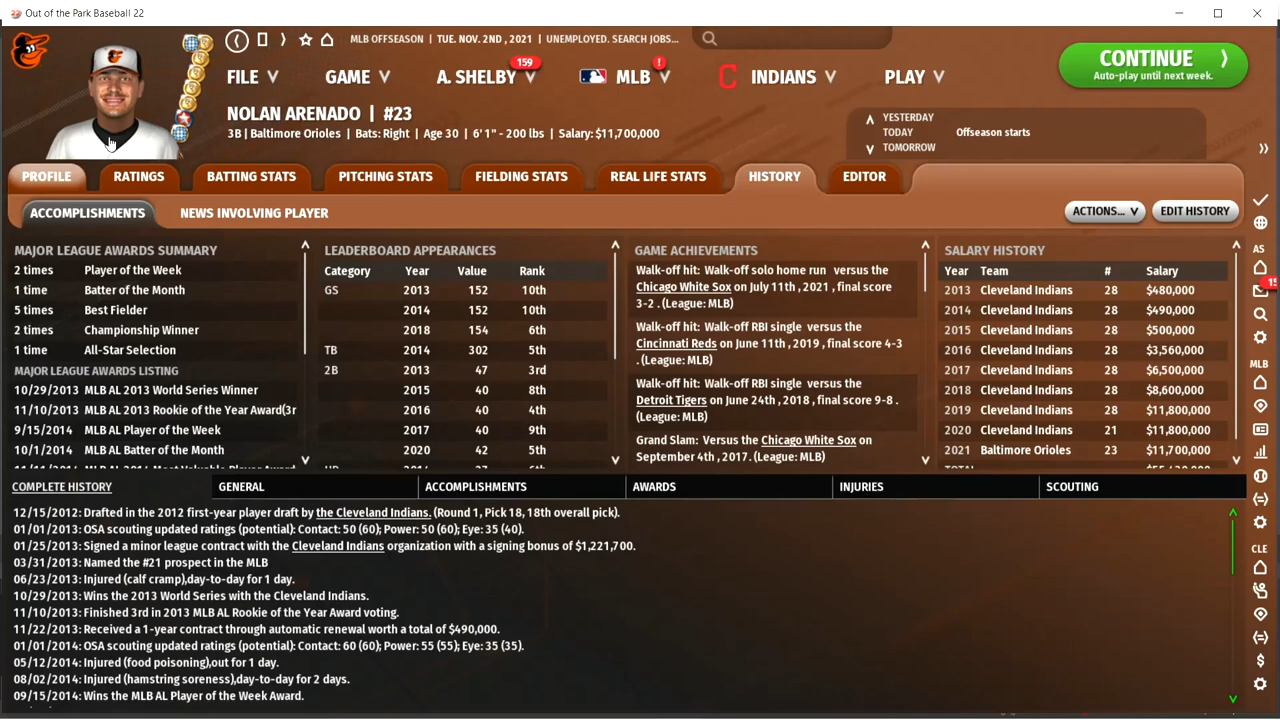 Out of the Park Baseball 22
MLB OFFSEASON | TUE. NOV. 2ND , 2021 | UNEMPLOYED. SEARCH JOBS...
FILE GAME A. SHELBY 159 MLB ! INDIANS PLAY
CONTINUE
Auto-play until next week.
NOLAN ARENADO | #23
3B | Baltimore Orioles | Bats: Right | Age 30 | 6' 1" - 200 lbs | Salary: $11,700,000
YESTERDAY
TODAY Offseason starts
TOMORROW
PROFILE RATINGS BATTING STATS PITCHING STATS FIELDING STATS REAL LIFE STATS HISTORY EDITOR
ACCOMPLISHMENTS NEWS INVOLVING PLAYER ACTIONS... EDIT HISTORY
MAJOR LEAGUE AWARDS SUMMARY
2 times Player of the Week
1 time Batter of the Month
5 times Best Fielder
2 times Championship Winner
1 time All-Star Selection
MAJOR LEAGUE AWARDS LISTING
10/29/2013 MLB AL 2013 World Series Winner
11/10/2013 MLB AL 2013 Rookie of the Year Award(3r
9/15/2014 MLB AL Player of the Week
10/1/2014 MLB AL Batter of the Month
LEADERBOARD APPEARANCES
Category Year Value Rank
GS 2013 152 10th
2014 152 10th
2018 154 6th
TB 2014 302 5th
2B 2013 47 3rd
2015 40 8th
2016 40 4th
2017 40 9th
2020 42 5th
GAME ACHIEVEMENTS
Walk-off hit: Walk-off solo home run versus the
Chicago White Sox on July 11th , 2021 , final score
3-2 . (League: MLB)
Walk-off hit: Walk-off RBI single versus the
Cincinnati Reds on June 11th , 2019 , final score 4-3
. (League: MLB)
Walk-off hit: Walk-off RBI single versus the
Detroit Tigers on June 24th , 2018 , final score 9-8 .
(League: MLB)
Grand Slam: Versus the Chicago White Sox on
September 4th , 2017. (League: MLB)
SALARY HISTORY
Year Team # Salary
2013 Cleveland Indians 28 $480,000
2014 Cleveland Indians 28 $490,000
2015 Cleveland Indians 28 $500,000
2016 Cleveland Indians 28 $3,560,000
2017 Cleveland Indians 28 $6,500,000
2018 Cleveland Indians 28 $8,600,000
2019 Cleveland Indians 28 $11,800,000
2020 Cleveland Indians 21 $11,800,000
2021 Baltimore Orioles 23 $11,700,000
COMPLETE HISTORY GENERAL ACCOMPLISHMENTS AWARDS INJURIES SCOUTING
12/15/2012: Drafted in the 2012 first-year player draft by the Cleveland Indians. (Round 1, Pick 18, 18th overall pick).
01/01/2013: OSA scouting updated ratings (potential): Contact: 50 (60); Power: 50 (60); Eye: 35 (40).
01/25/2013: Signed a minor league contract with the Cleveland Indians organization with a signing bonus of $1,221,700.
03/31/2013: Named the #21 prospect in the MLB
06/23/2013: Injured (calf cramp),day-to-day for 1 day.
10/29/2013: Wins the 2013 World Series with the Cleveland Indians.
11/10/2013: Finished 3rd in 2013 MLB AL Rookie of the Year Award voting.
11/22/2013: Received a 1-year contract through automatic renewal worth a total of $490,000.
01/01/2014: OSA scouting updated ratings (potential): Contact: 60 (60); Power: 55 (55); Eye: 35 (35).
05/12/2014: Injured (food poisoning),out for 1 day.
08/02/2014: Injured (hamstring soreness),day-to-day for 2 days.
09/15/2014: Wins the MLB AL Player of the Week Award.
AS
15
MLB
CLE